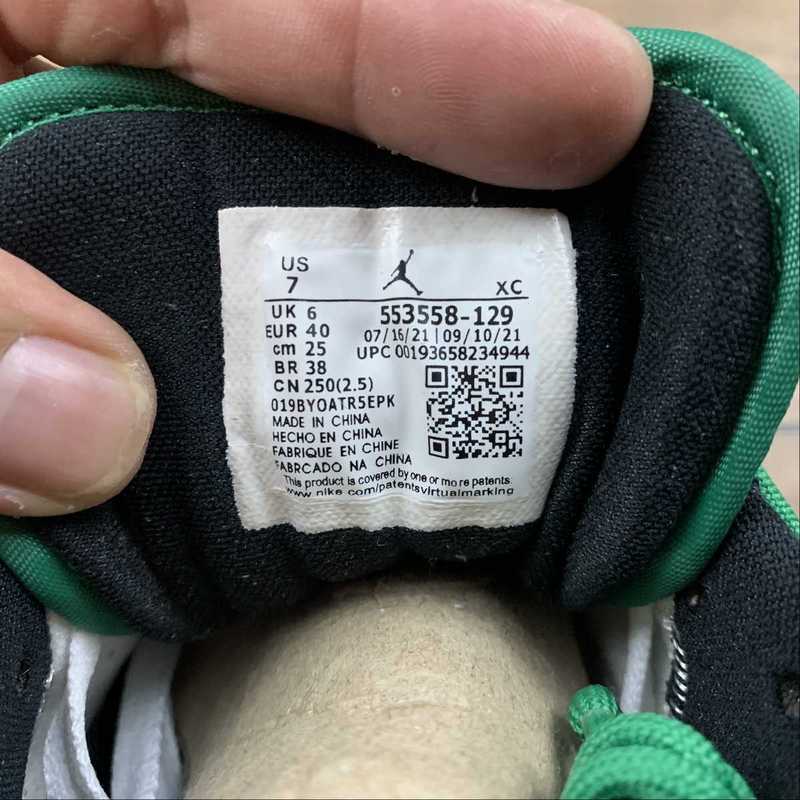 US
7 XC
UK 6 553558-129
EUR 40 07/16/21 | 09/10/21
cm 25 UPC 00193658234944
BR 38
CN 250(2.5)
019BYOATR5EPK
MADE IN CHINA
HECHO EN CHINA
FABRIQUE EN CHINE
FABRCADO NA CHINA
This product is covered by one or more patents.
www.nike.com/patentsvirtualmarking